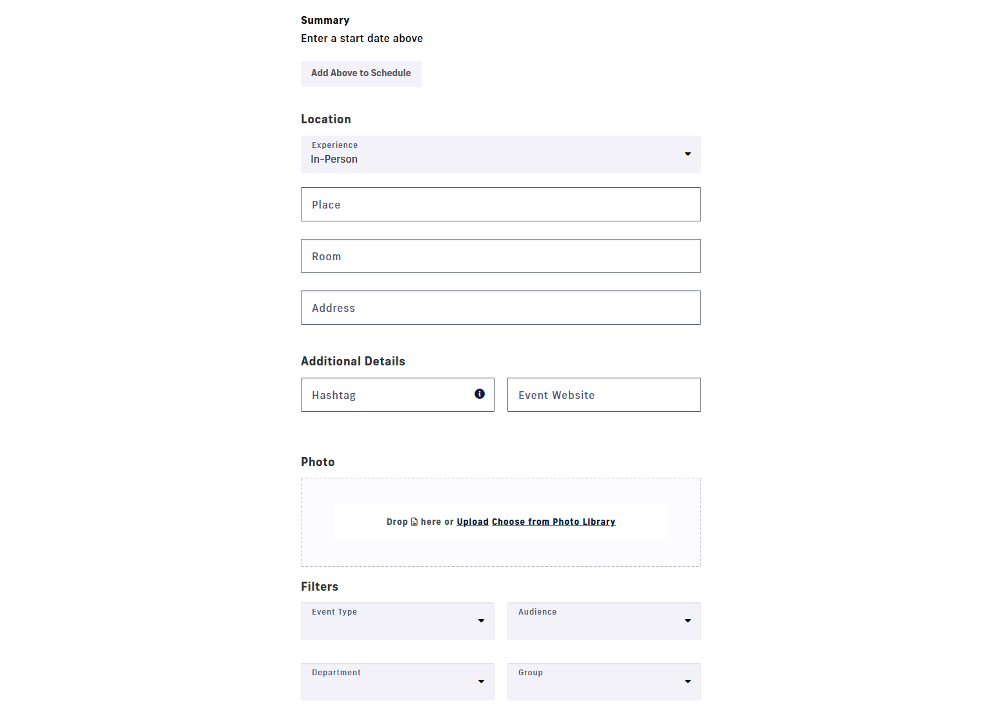 Summary
Enter a start date above
Add Above to Schedule
Location
Experience
In-Person
Place
Room
Address
Additional Details
Hashtag
Event Website
Photo
Drop here or Upload Choose from Photo Library
Filters
Event Type
Audience
Department
Group